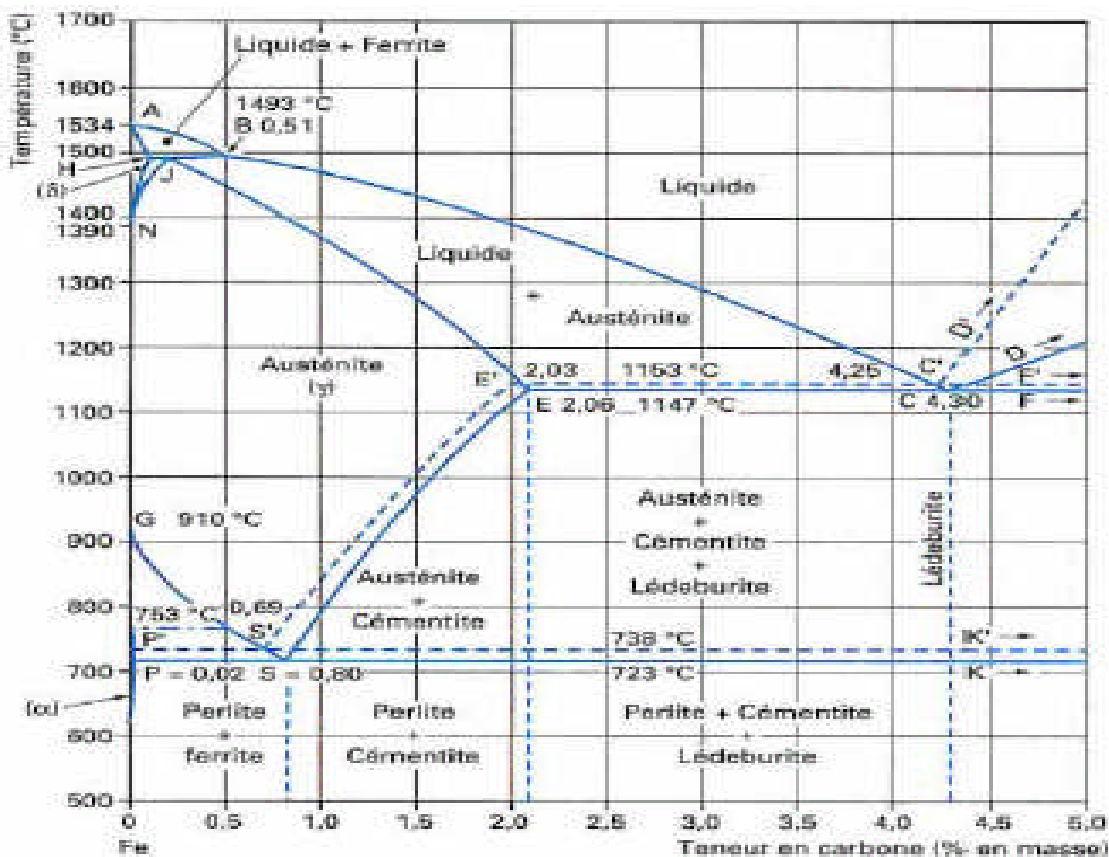 Température (°C)
1700
1600
1534
1500
1400
1390
1300
1200
1100
1000
900
800
700
600
500
Liquide + Ferrite
A
1493 °C
B 0,51
H
(δ)
J
N
Liquide
Liquide
+
Austénite
Austénite
(γ)
E'
2,03
1153 °C
4,25
C'
D'
D
F'
E 2,06
1147 °C
C 4,30
F
G 910 °C
Austénite
+
Cémentite
+
Lédeburite
Lédeburite
Austénite
+
Cémentite
753 °C
0,69
P'
S'
738 °C
K'
P = 0,02
S = 0,80
723 °C
K
(α)
Perlite
+
ferrite
Perlite
+
Cémentite
Perlite + Cémentite
+
Lédeburite
0
0,5
1,0
1,5
2,0
2,5
3,0
3,5
4,0
4,5
5,0
Fe
Teneur en carbone (% en masse)